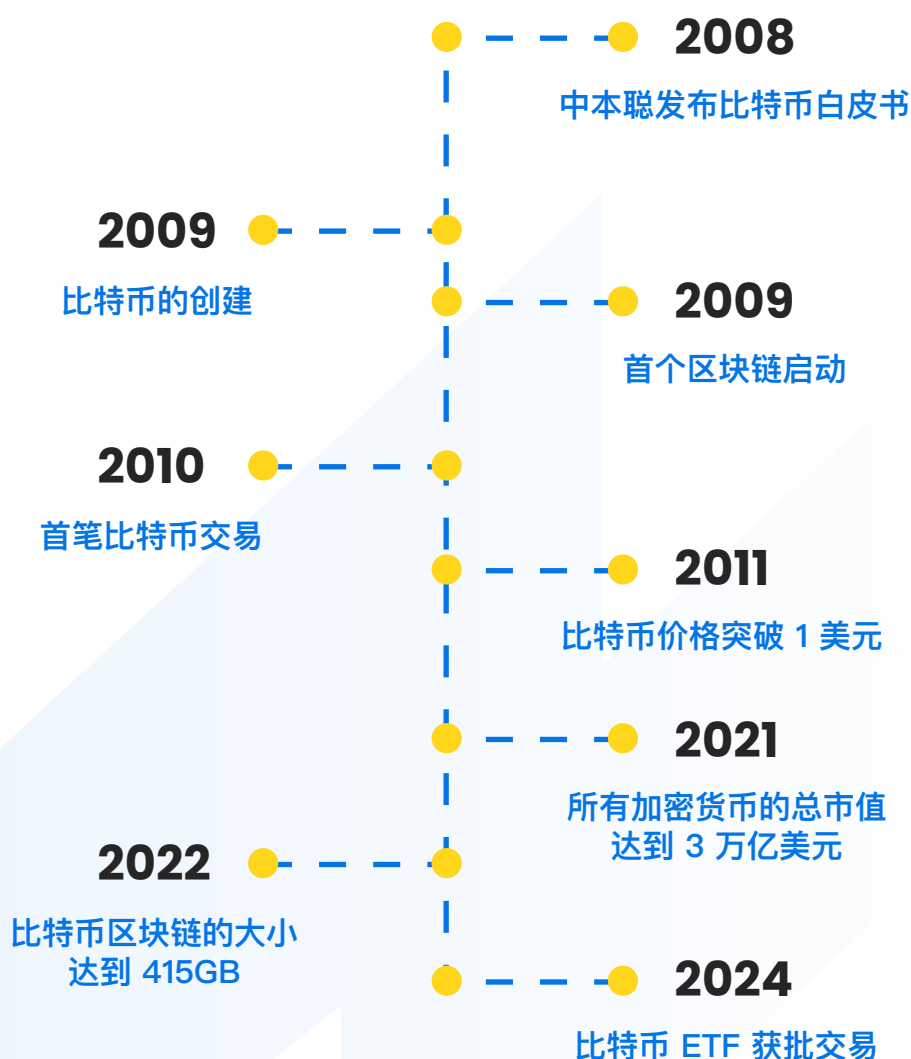 2008
中本聪发布比特币白皮书
2009
比特币的创建
2009
首个区块链启动
2010
首笔比特币交易
2011
比特币价格突破 1 美元
2021
所有加密货币的总市值
达到 3 万亿美元
2022
比特币区块链的大小
达到 415GB
2024
比特币 ETF 获批交易